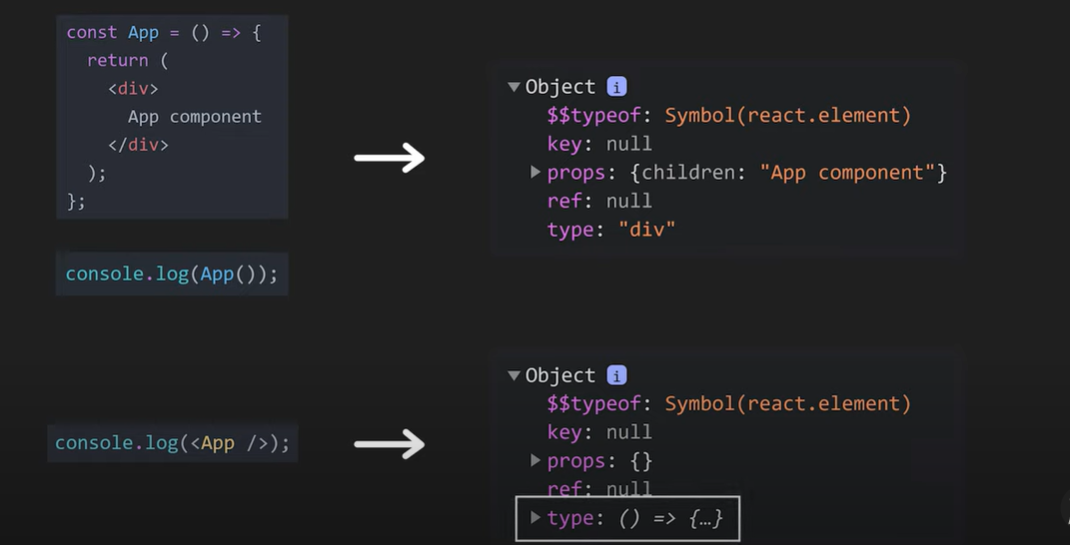 const App = () => {
return (
<div>
App component
</div>
);
};
console.log(App());
Object i
$$typeof: Symbol(react.element)
key: null
props: {children: "App component"}
ref: null
type: "div"
console.log(<App />);
Object i
$$typeof: Symbol(react.element)
key: null
props: {}
ref: null
type: () => {…}